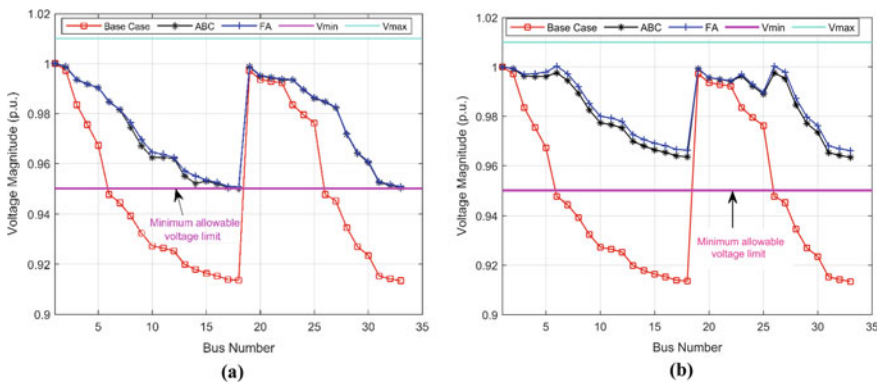 1.02
Base Case ABC FA Vmin Vmax
1
0.98
0.96
0.94
0.92
0.9
Voltage Magnitude (p.u.)
Minimum allowable
voltage limit
5 10 15 20 25 30 35
Bus Number
(a)
1.02
Base Case ABC FA Vmin Vmax
1
0.98
0.96
0.94
0.92
0.9
Voltage Magnitude (p.u.)
Minimum allowable
voltage limit
5 10 15 20 25 30 35
Bus Number
(b)